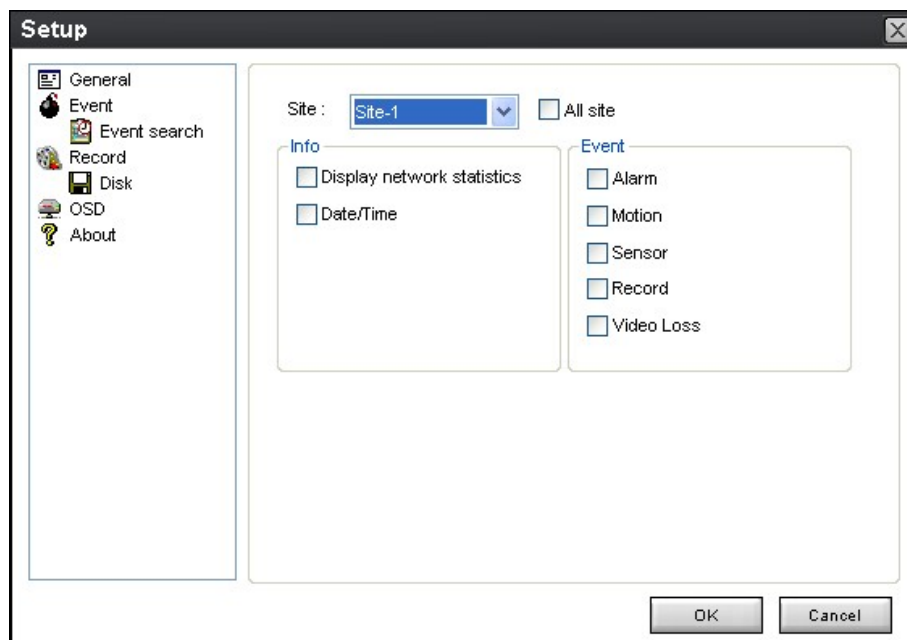 Setup
General
Event
Event search
Record
Disk
OSD
About
Site :
Site-1
All site
Info
Display network statistics
Date/Time
Event
Alarm
Motion
Sensor
Record
Video Loss
OK
Cancel